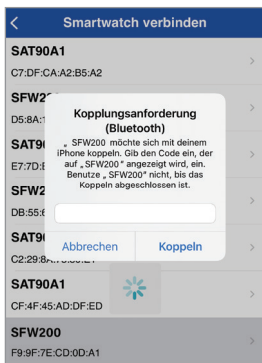 Smartwatch verbinden
SAT90A1
C7:DF:CA:A2:B5:A2
Kopplungsanforderung
(Bluetooth)
„ SFW200 möchte sich mit deinem
iPhone koppeln. Gib den Code ein, der
auf „SFW200“ angezeigt wird, ein.
Benutze „ SFW200“ nicht, bis das
Koppeln abgeschlossen ist.
Abbrechen Koppeln
SAT90A1
CF:4F:45:AD:DF:ED
SFW200
F9:9F:7E:CD:0D:A1